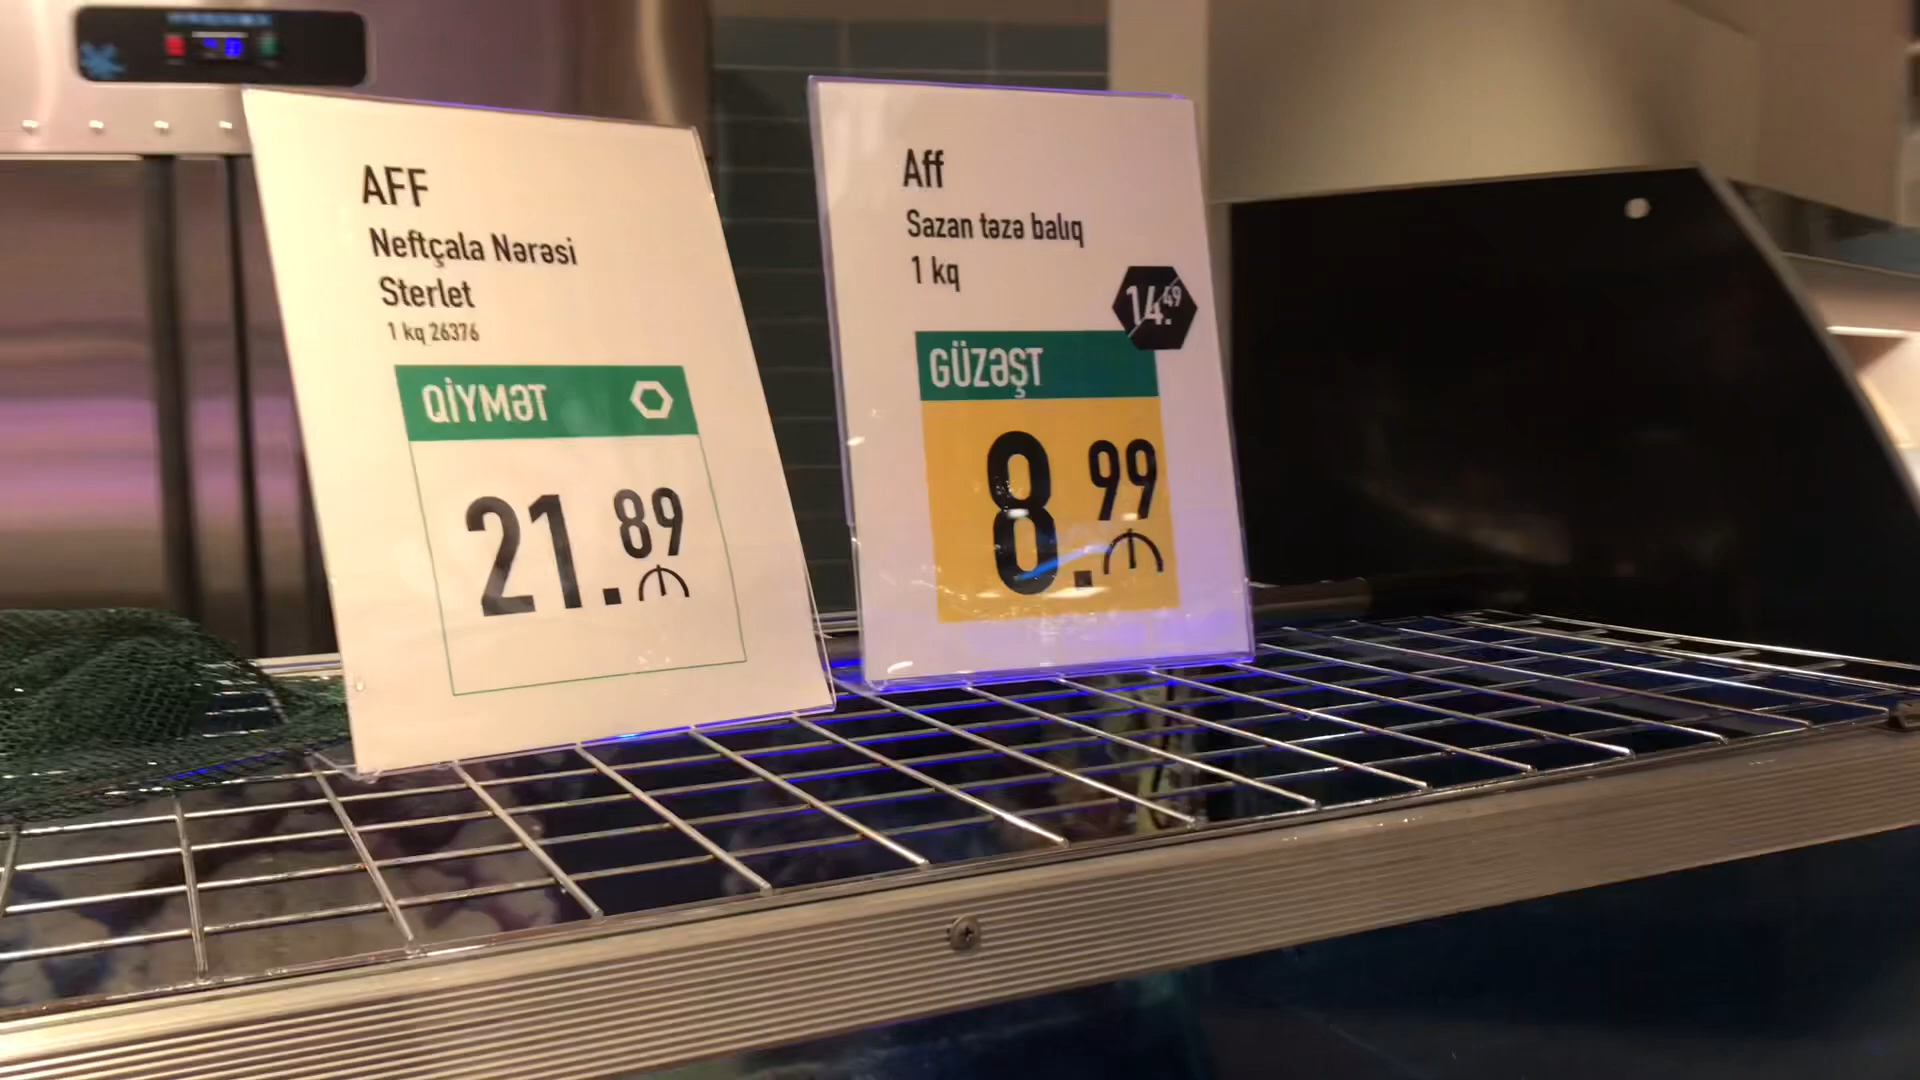 AFF
Neftçala Nərəsi
Sterlet
1 kq 26376
QİYMƏT
21.89 ₼
Aff
Sazan təzə balıq
1 kq
14.49
GÜZƏŞT
8.99 ₼